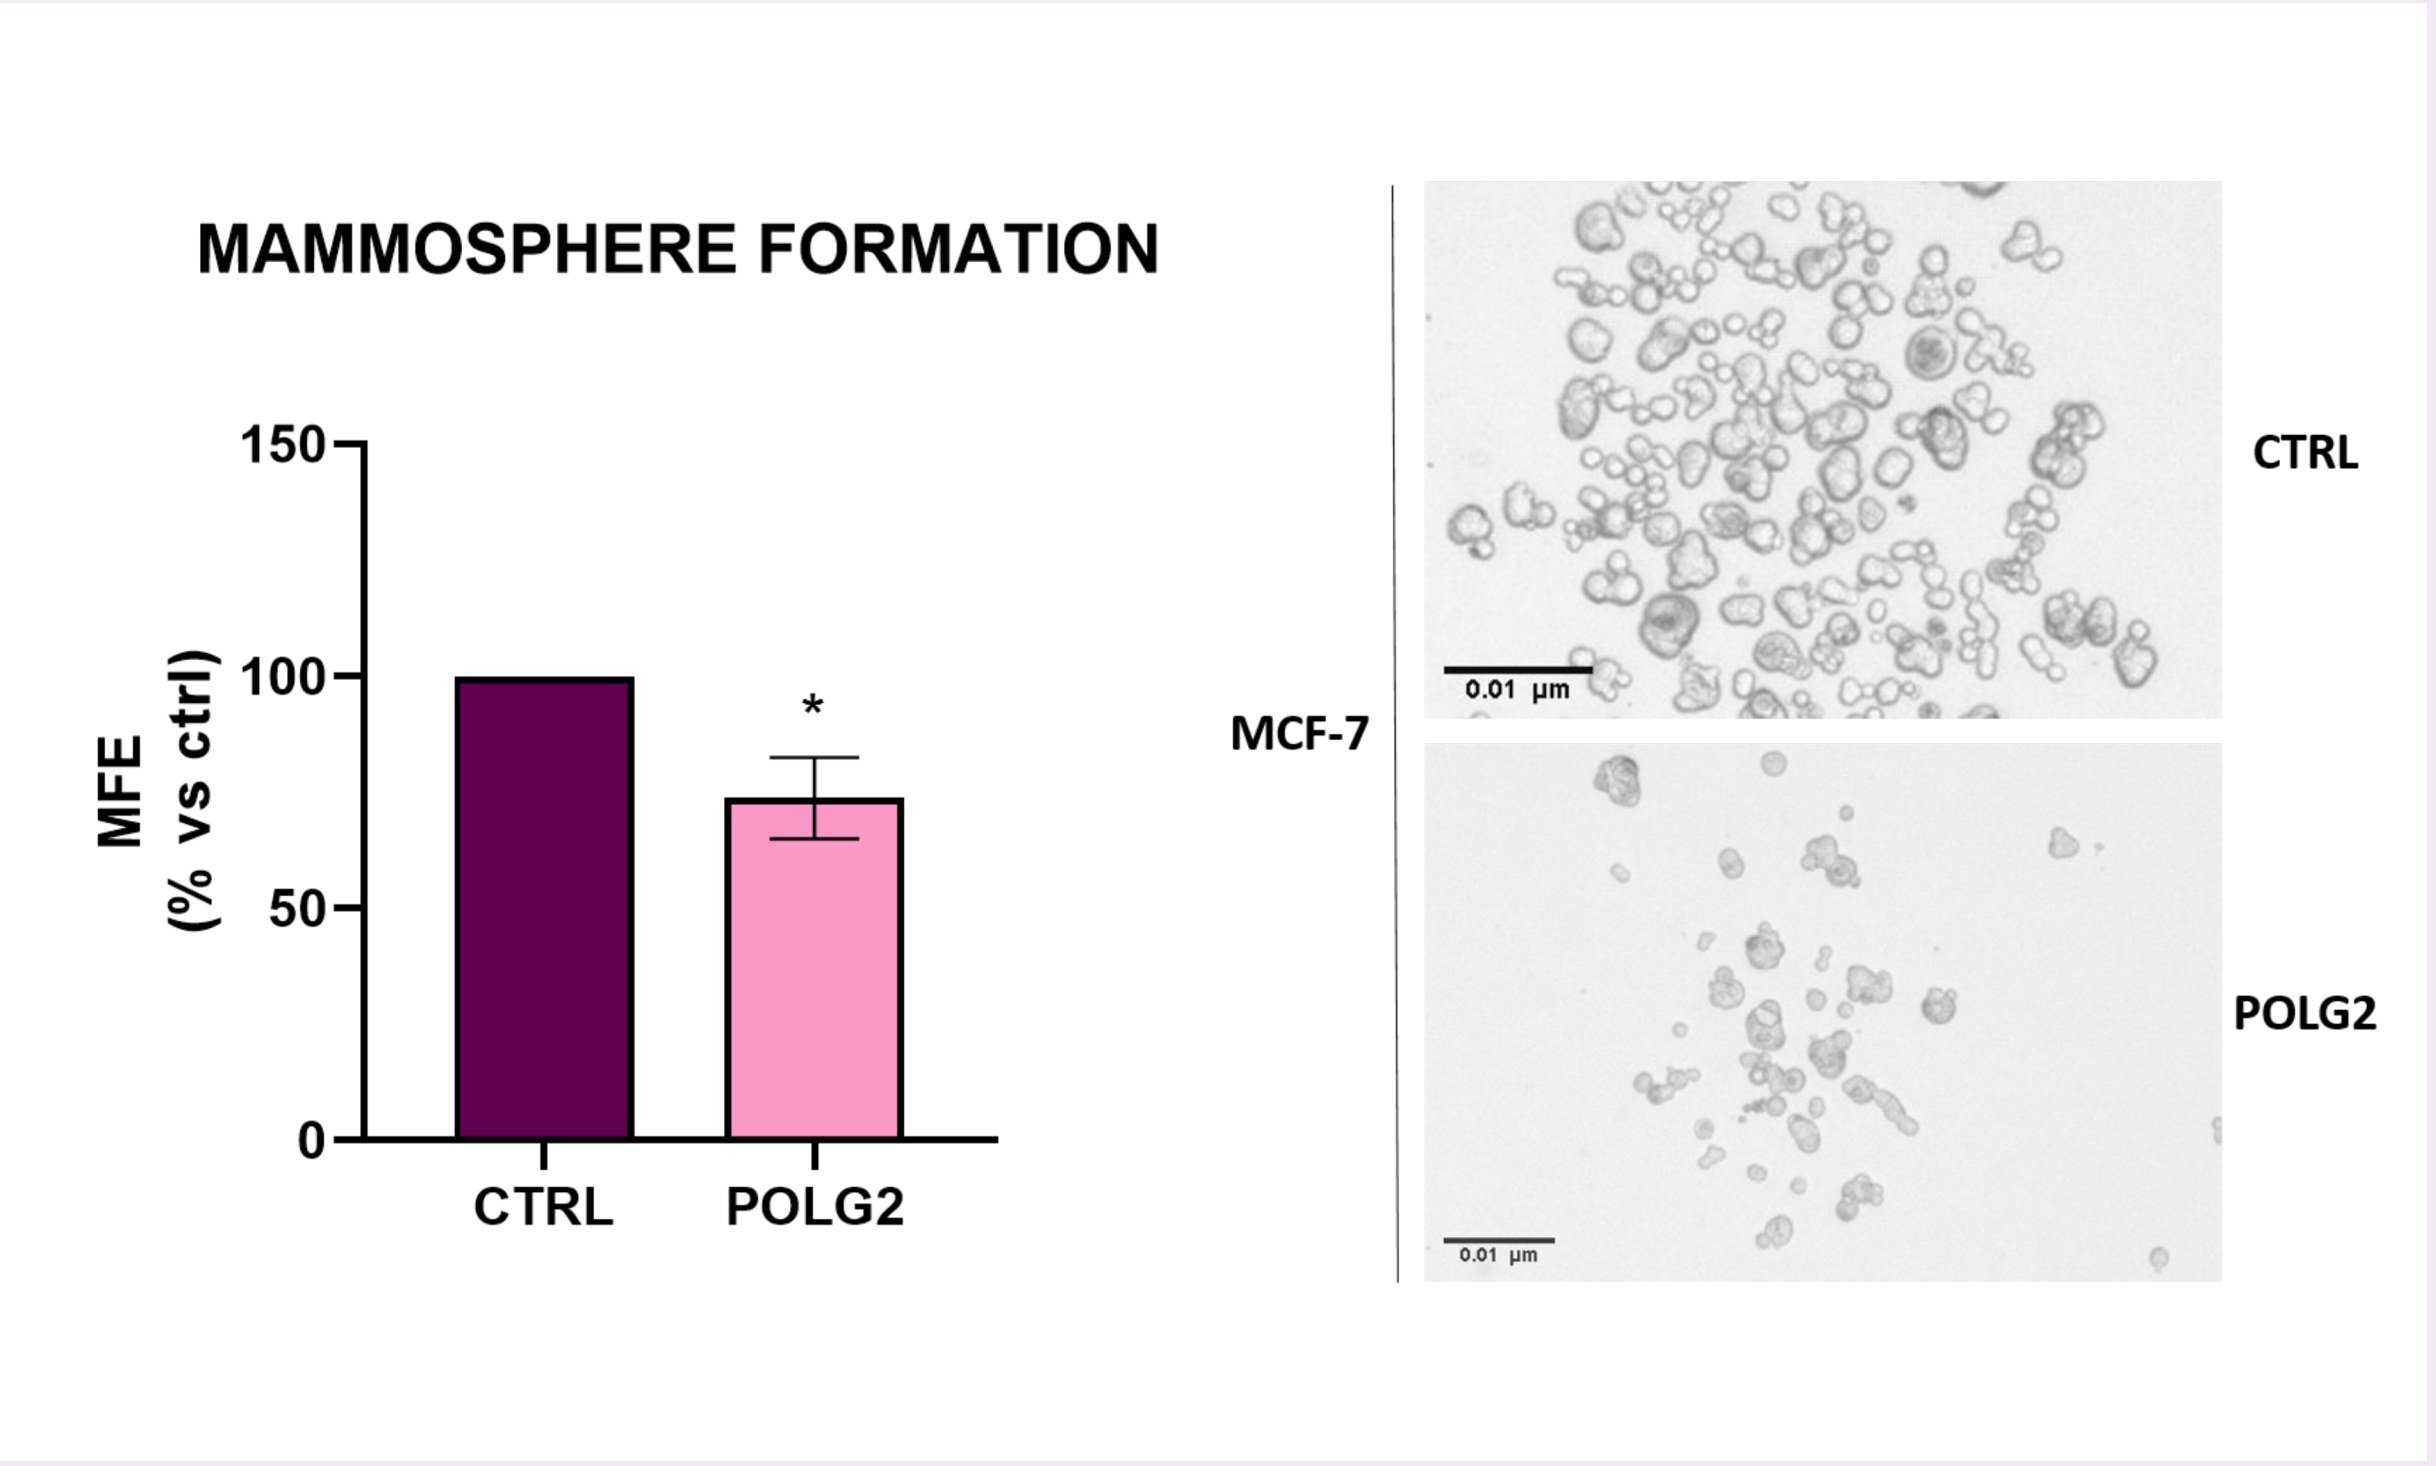 MAMMOSPHERE FORMATION
MFE
(% vs ctrl)
150
100
50
0
*
CTRL
POLG2
MCF-7
0.01 µm
CTRL
0.01 µm
POLG2